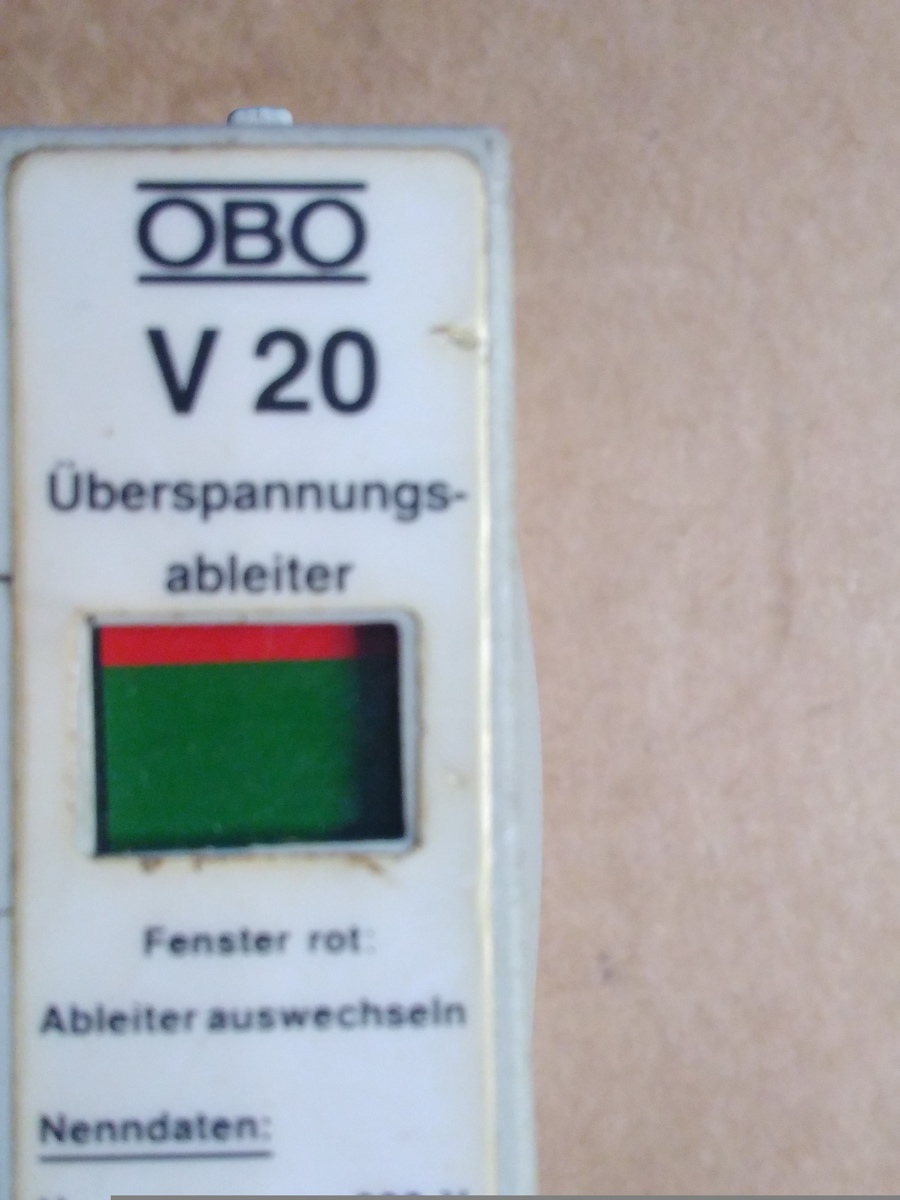 OBO
V 20
Überspannungs-
ableiter
Fenster rot:
Ableiter auswechseln
Nenndaten: